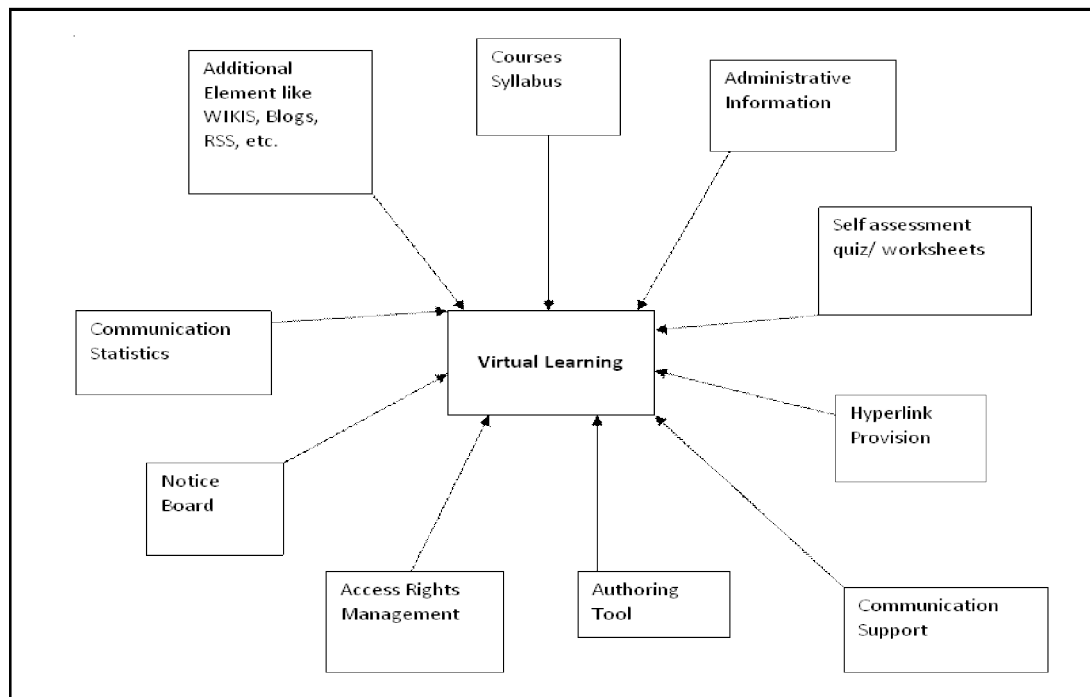 Additional
Element like
WIKIS, Blogs,
RSS, etc.
Courses
Syllabus
Administrative
Information
Self assessment
quiz/ worksheets
Communication
Statistics
Virtual Learning
Hyperlink
Provision
Notice
Board
Access Rights
Management
Authoring
Tool
Communication
Support